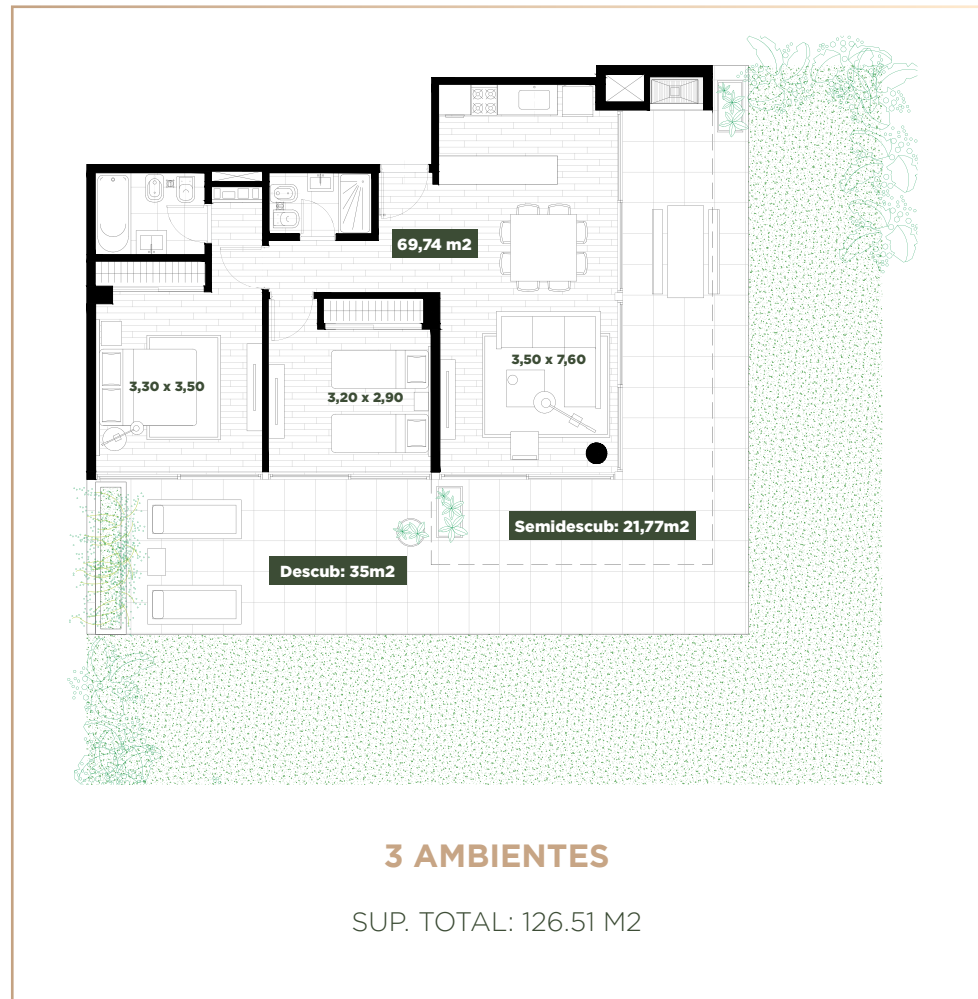 69,74 m2
3,50 x 7,60
3,30 x 3,50
3,20 x 2,90
Semidescub: 21,77m2
Descub: 35m2
3 AMBIENTES
SUP. TOTAL: 126.51 M2